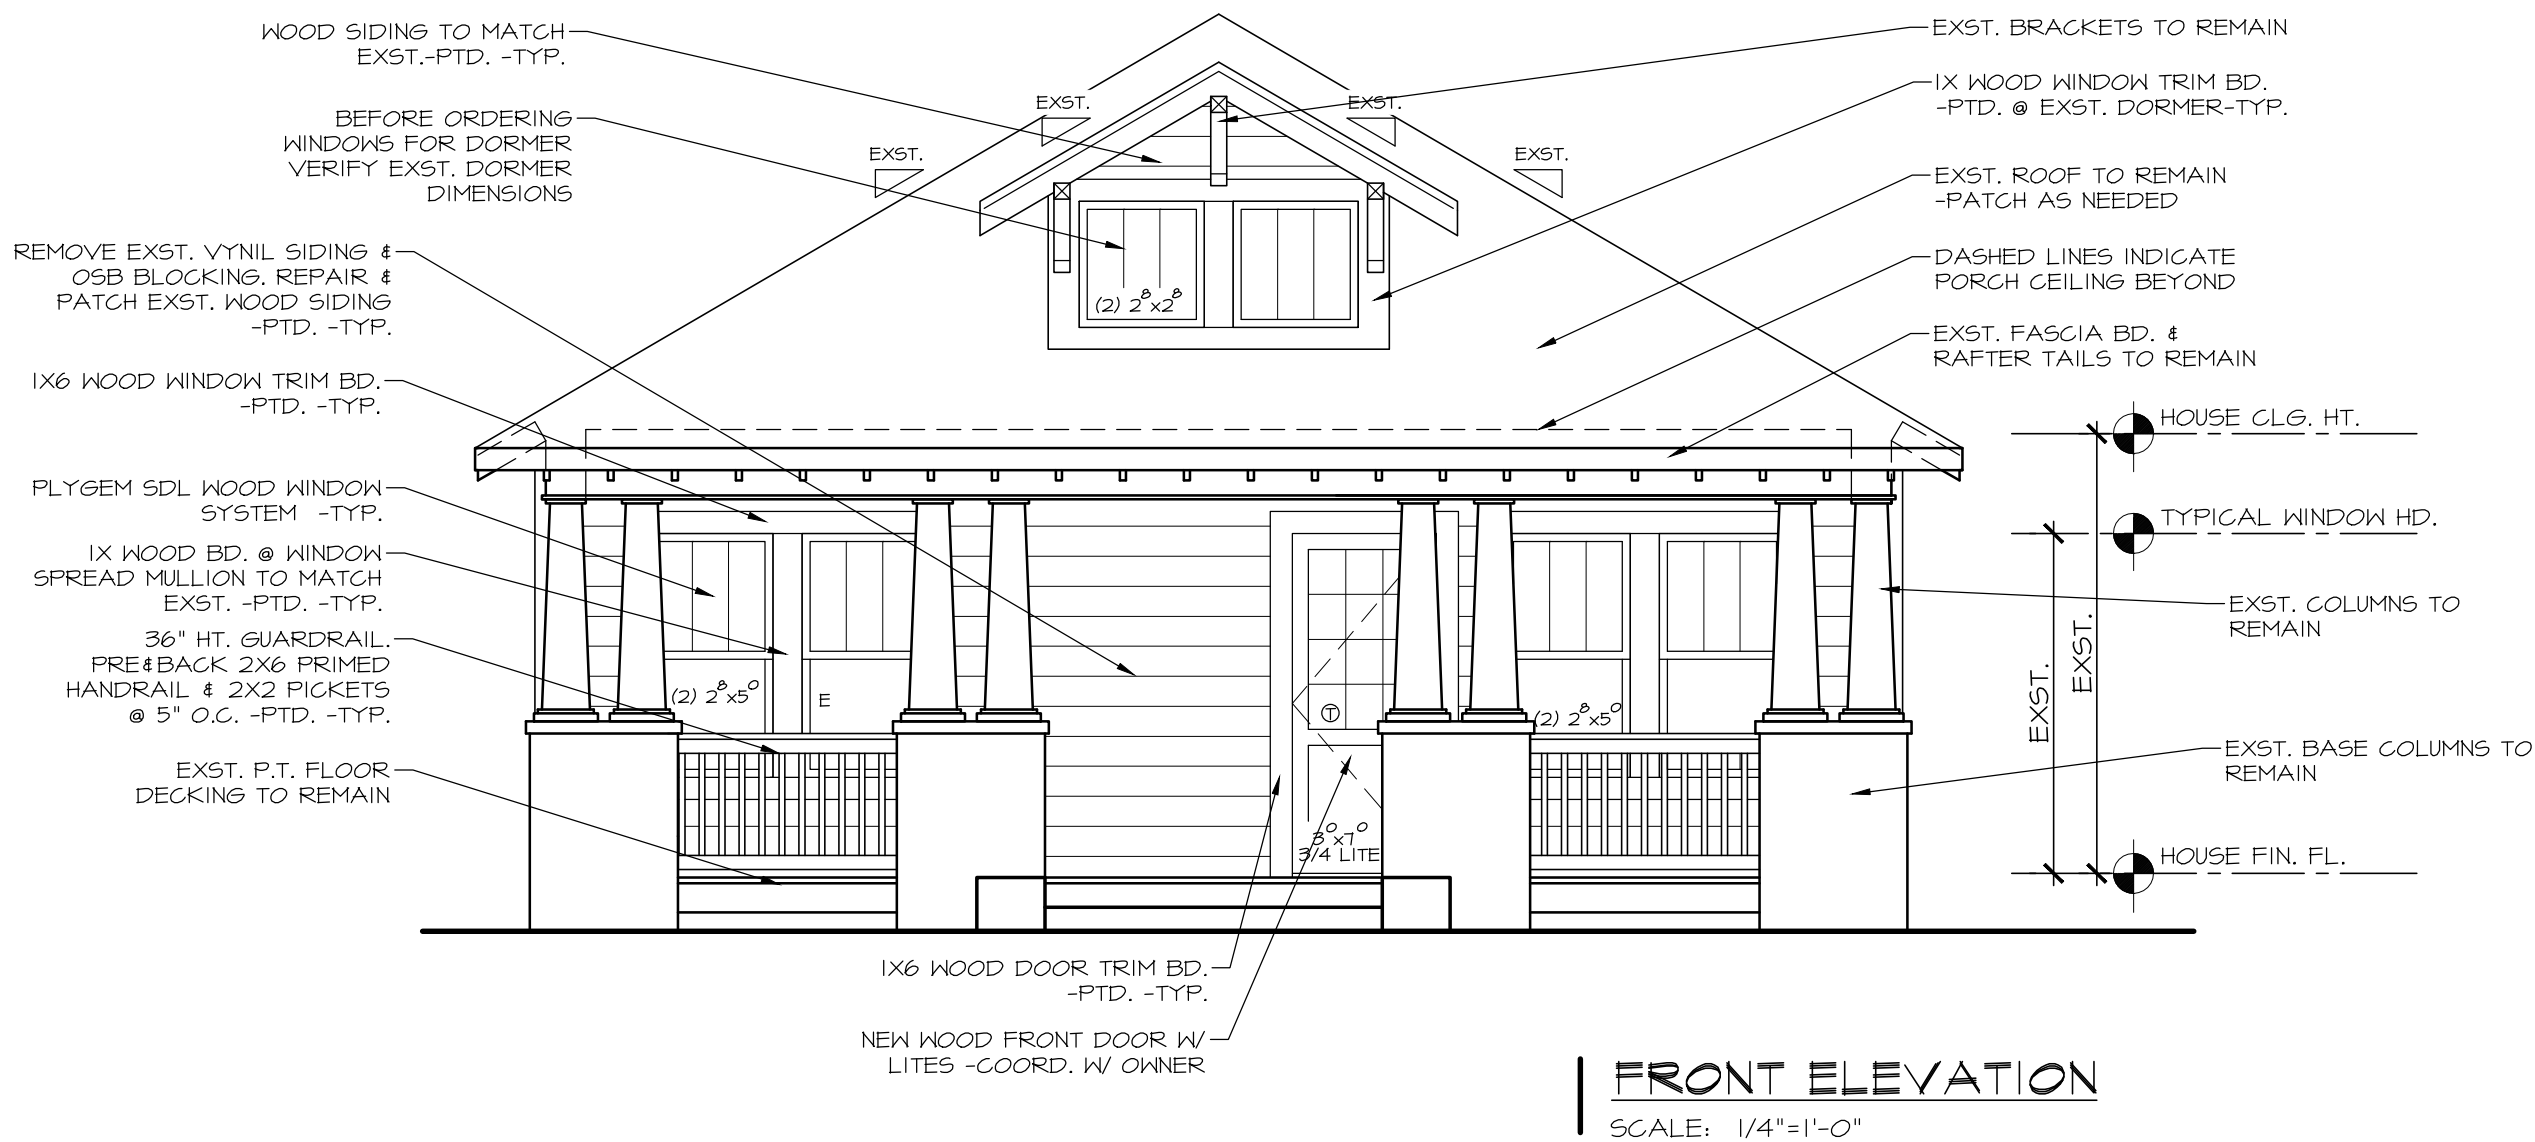 WOOD SIDING TO MATCH
EXST.-PTD. -TYP.
BEFORE ORDERING
WINDOWS FOR DORMER
VERIFY EXST. DORMER
DIMENSIONS
REMOVE EXST. VYNIL SIDING &
OSB BLOCKING. REPAIR &
PATCH EXST. WOOD SIDING
-PTD. -TYP.
1X6 WOOD WINDOW TRIM BD.
-PTD. -TYP.
PLYGEM SDL WOOD WINDOW
SYSTEM -TYP.
1X WOOD BD. @ WINDOW
SPREAD MULLION TO MATCH
EXST. -PTD. -TYP.
36" HT. GUARDRAIL.
PRE&BACK 2X6 PRIMED
HANDRAIL & 2X2 PICKETS
@ 5" O.C. -PTD. -TYP.
EXST. P.T. FLOOR
DECKING TO REMAIN
EXST.
EXST.
EXST.
EXST.
(2) 2⁸x2⁸
(2) 2⁸x5⁰
E
T
(2) 2⁸x5⁰
3⁰x7⁰
3/4 LITE
EXST. BRACKETS TO REMAIN
1X WOOD WINDOW TRIM BD.
-PTD. @ EXST. DORMER-TYP.
EXST. ROOF TO REMAIN
-PATCH AS NEEDED
DASHED LINES INDICATE
PORCH CEILING BEYOND
EXST. FASCIA BD. &
RAFTER TAILS TO REMAIN
HOUSE CLG. HT.
TYPICAL WINDOW HD.
EXST. COLUMNS TO
REMAIN
EXST.
EXST.
EXST. BASE COLUMNS TO
REMAIN
HOUSE FIN. FL.
1X6 WOOD DOOR TRIM BD.
-PTD. -TYP.
NEW WOOD FRONT DOOR W/
LITES -COORD. W/ OWNER
FRONT ELEVATION
SCALE: 1/4"=1'-0"